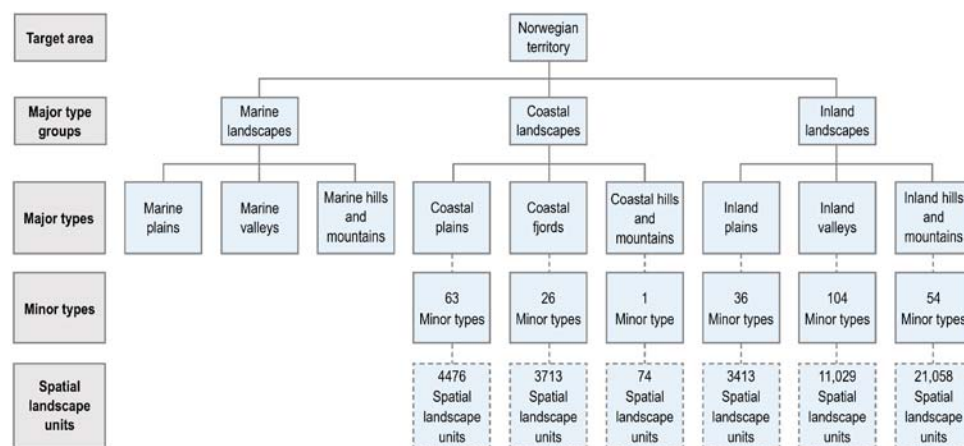 Target area
Norwegian
territory
Major type
groups
Marine
landscapes
Coastal
landscapes
Inland
landscapes
Major types
Marine
plains
Marine
valleys
Marine hills
and
mountains
Coastal
plains
Coastal
fjords
Coastal hills
and
mountains
Inland
plains
Inland
valleys
Inland hills
and
mountains
Minor types
63
Minor types
26
Minor types
1
Minor type
36
Minor types
104
Minor types
54
Minor types
Spatial
landscape
units
4476
Spatial
landscape
units
3713
Spatial
landscape
units
74
Spatial
landscape
units
3413
Spatial
landscape
units
11,029
Spatial
landscape
units
21,058
Spatial
landscape
units